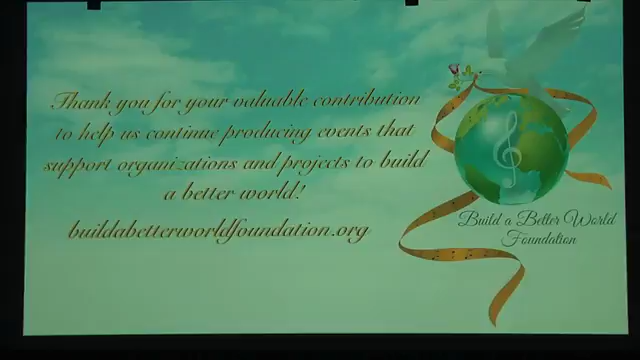 Thank you for your valuable contribution
to help us continue producing events that
support organizations and projects to build
a better world!
buildabetterworldfoundation.org
Build a Better World
Foundation